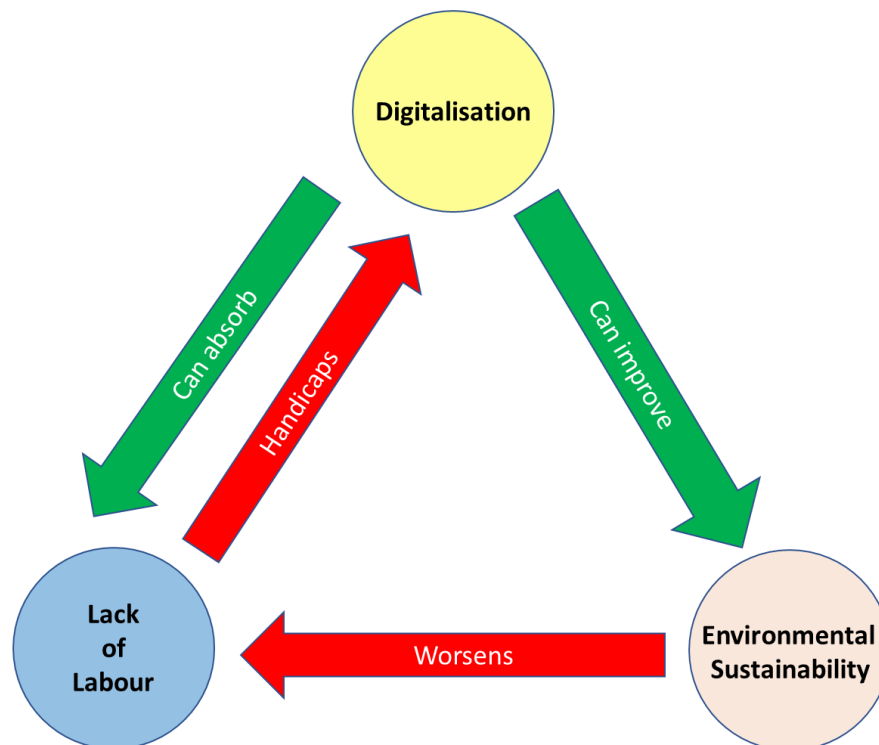 Digitalisation
Can absorb
Handicaps
Can improve
Lack
of
Labour
Worsens
Environmental
Sustainability